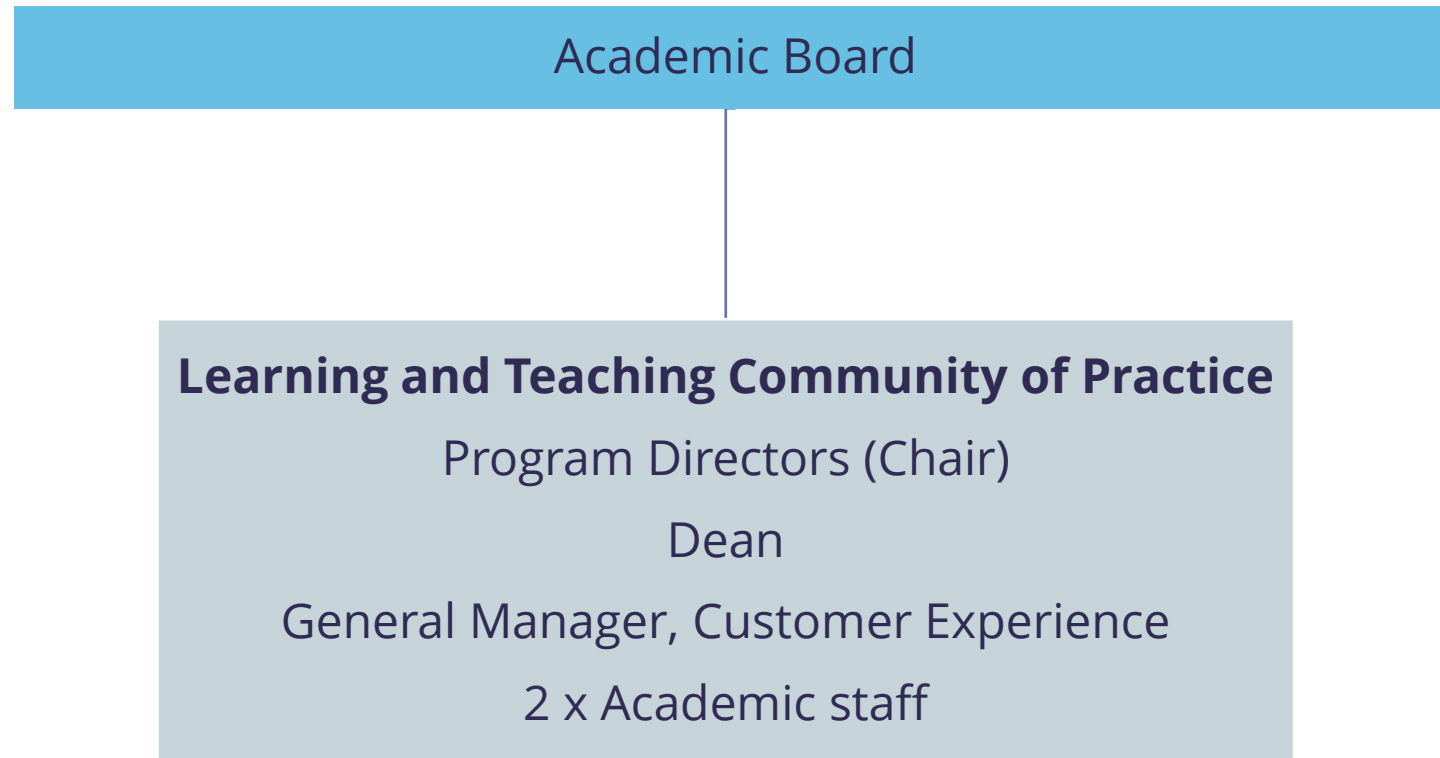 Academic Board
Learning and Teaching Community of Practice
Program Directors (Chair)
Dean
General Manager, Customer Experience
2 x Academic staff